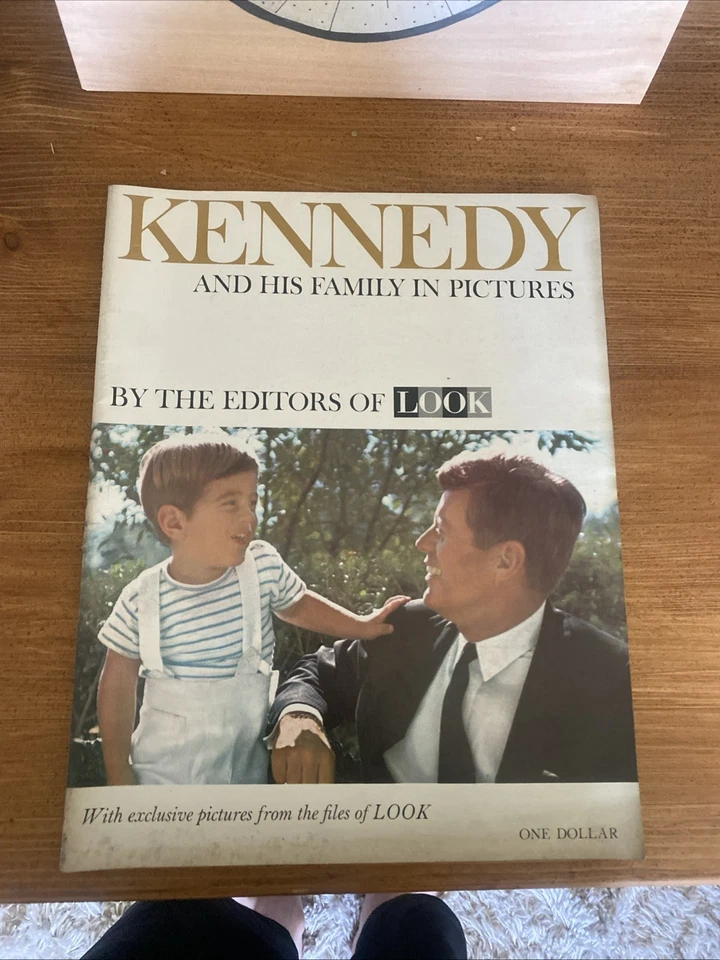 KENNEDY
AND HIS FAMILY IN PICTURES
BY THE EDITORS OF LOOK
With exclusive pictures from the files of LOOK
ONE DOLLAR